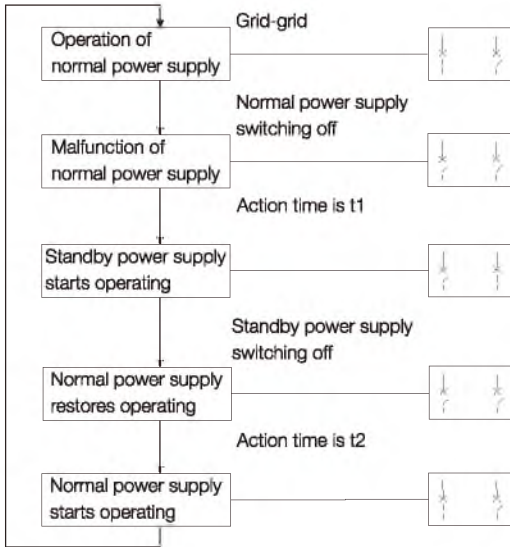 Grid-grid
Operation of
normal power supply
Normal power supply
switching off
Malfunction of
normal power supply
Action time is t1
Standby power supply
starts operating
Standby power supply
switching off
Normal power supply
restores operating
Action time is t2
Normal power supply
starts operating